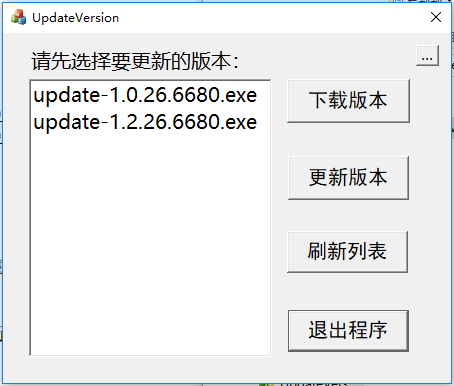 UpdateVersion
请先选择要更新的版本：
...
update-1.0.26.6680.exe
update-1.2.26.6680.exe
下载版本
更新版本
刷新列表
退出程序